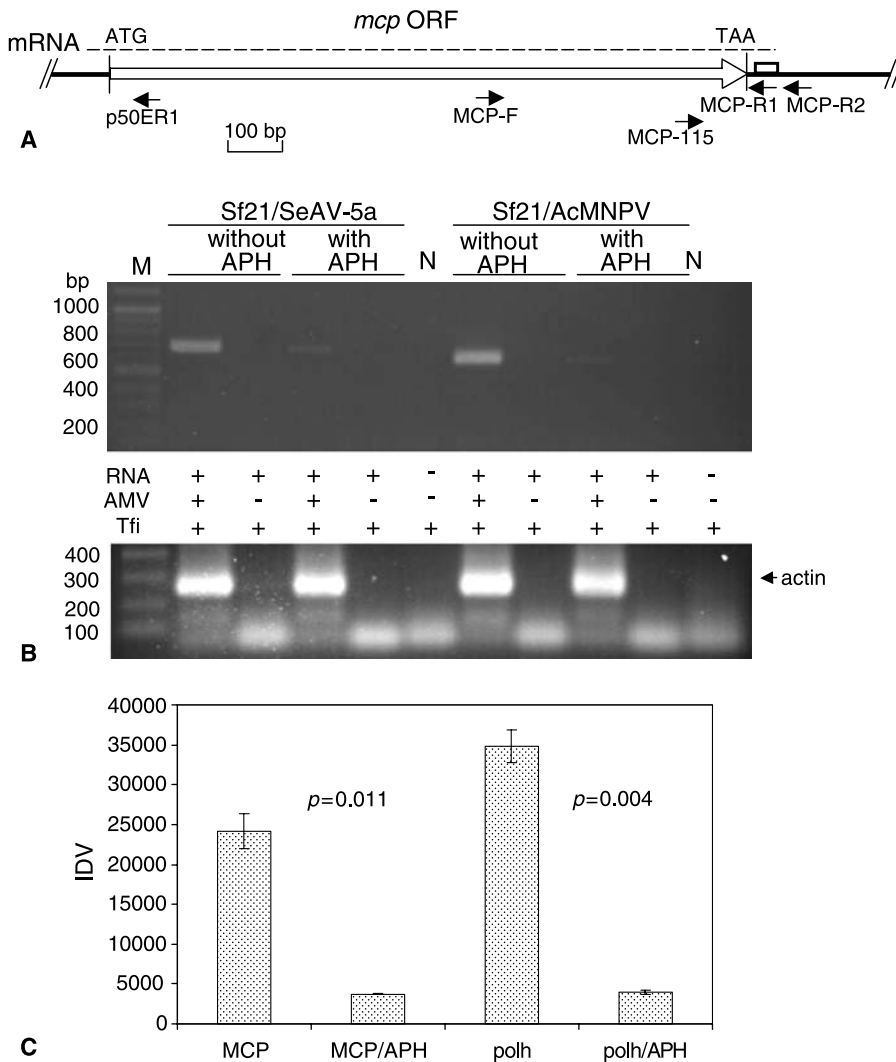 mcp ORF
mRNA ATG TAA
p50ER1 MCP-F MCP-R1 MCP-R2
100 bp MCP-115
A
Sf21/SeAV-5a Sf21/AcMNPV
without APH with APH without APH with APH
M N N
bp
1000
800
600
400
200
RNA + + + + - + + + + -
AMV + - + - - + - + - -
Tfi + + + + + + + + + +
400
300 actin
200
100
B
40000
35000
30000 p=0.011 p=0.004
25000
20000
15000
10000
5000
0
IDV
MCP MCP/APH polh polh/APH
C